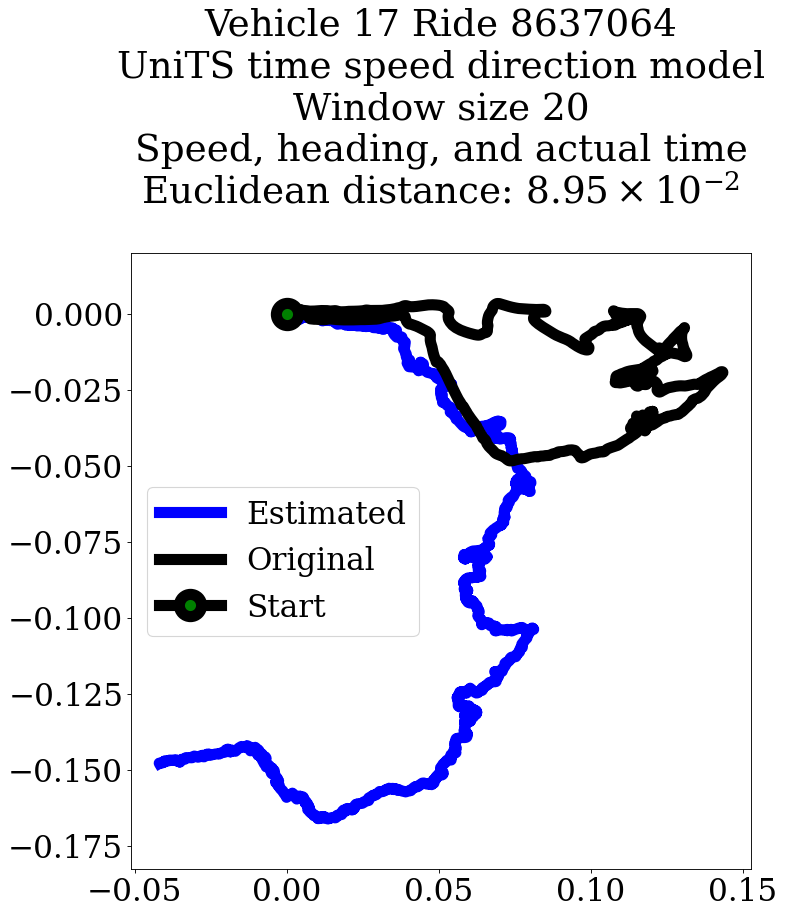 Vehicle 17 Ride 8637064
UniTS time speed direction model
Window size 20
Speed, heading, and actual time
Euclidean distance: 8.95 × 10⁻²
0.000
−0.025
−0.050
−0.075
−0.100
−0.125
−0.150
−0.175
Estimated
Original
Start
−0.05 0.00 0.05 0.10 0.15